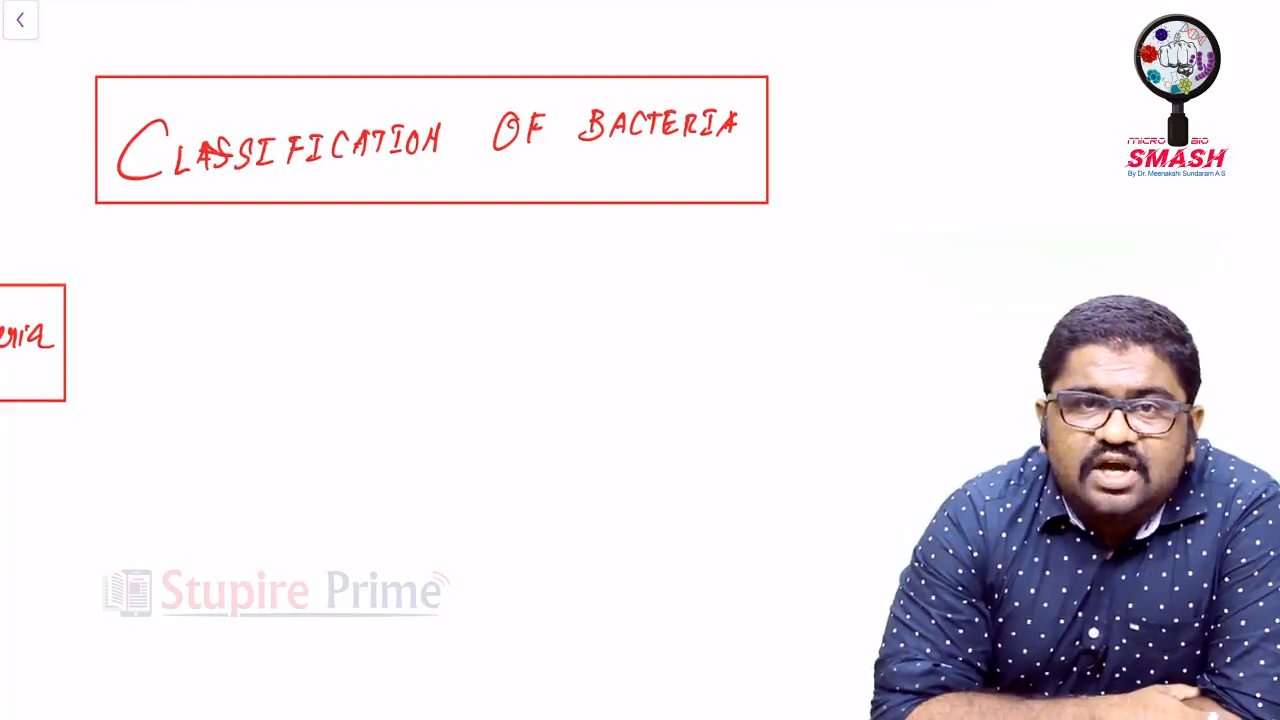 CLASSIFICATION OF BACTERIA
MICRO BIO
SMASH
By Dr. Meenakshi Sundaram A S
eria
Stupire Prime